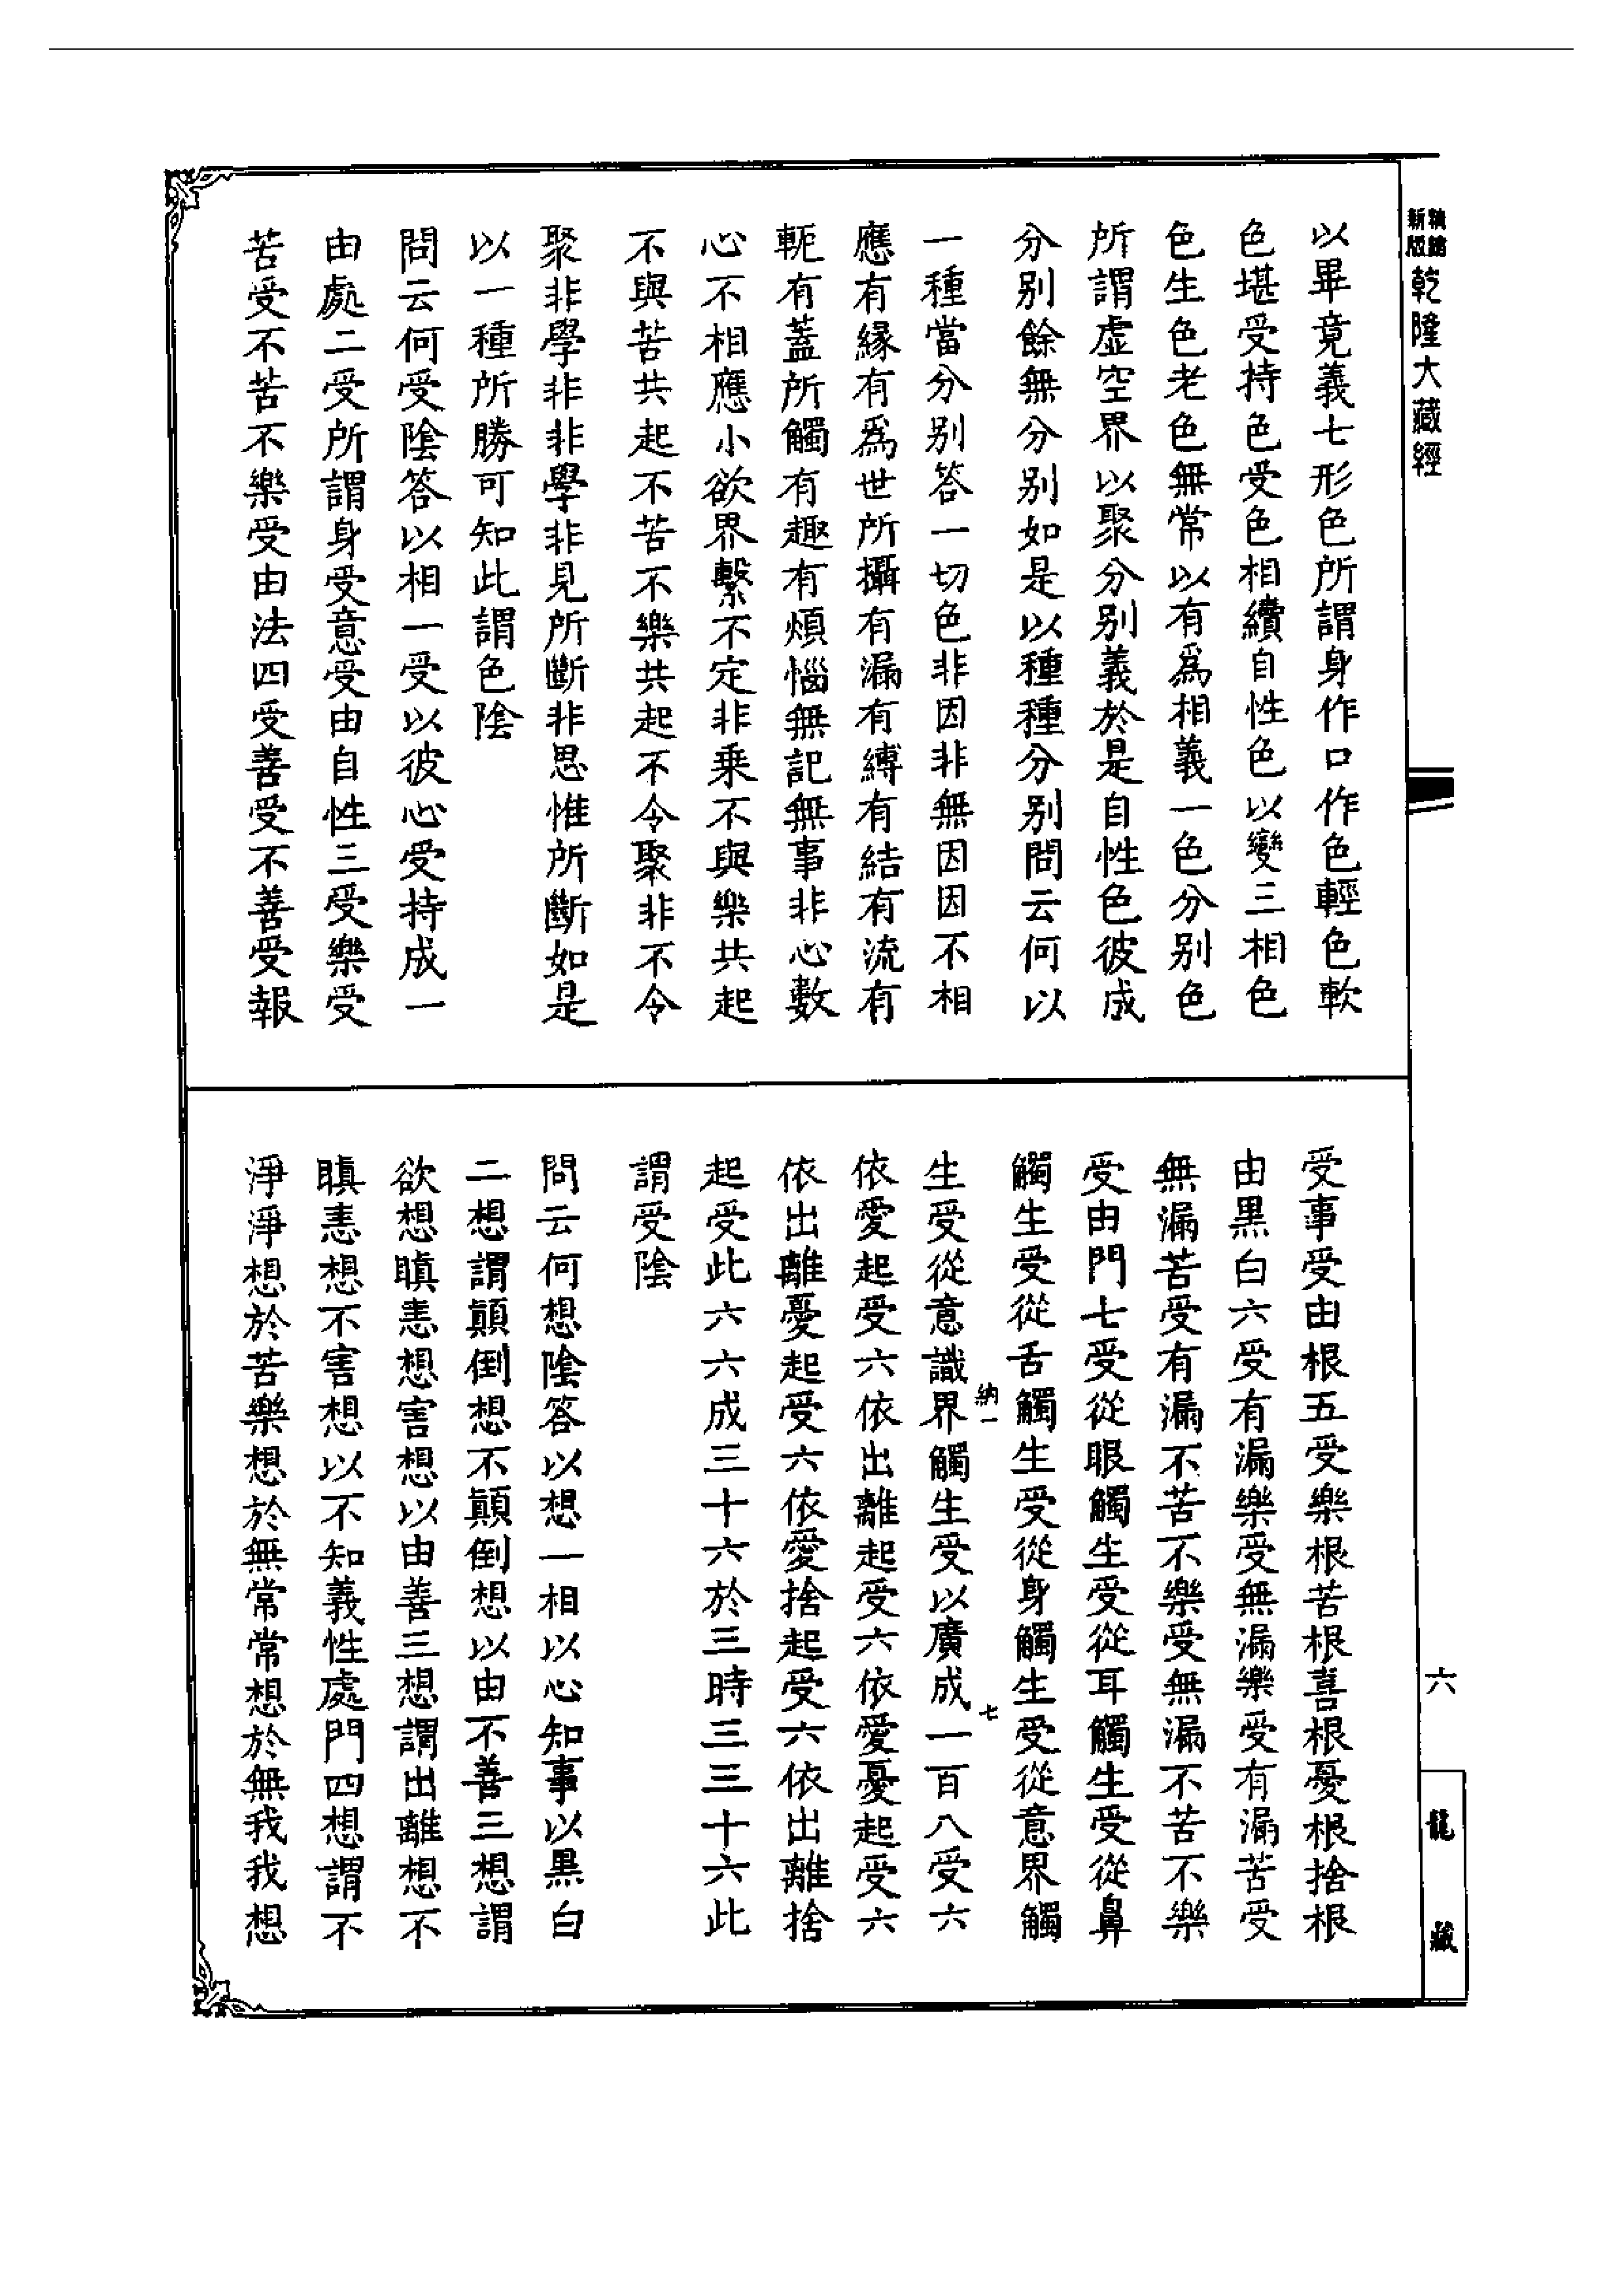 新版 精縮
乾隆大藏經
以畢竟義七形色所謂身作口作色輕色軟
色堪受持色受色相續自性色以變三相色
色生色老色無常以有為相義一色分别色
所謂虛空界以聚分别義於是自性色彼成
分别餘無分分别如是以種種分别問云何以
一種當分别答一切色非因非無因因不相
應有緣有為世所攝有漏有縛有結有流有
軛有蓋所觸有趣有煩惱無記無事非心數
心不相應小欲界繫不定非乘不與樂共起
不與苦共起不苦不樂共起不令聚非不令
聚非學非非學非見所斷非思惟所斷如是
以一種所勝可知此謂色陰
問云何受陰答以相一受以彼心受持成一
由處二受所謂身受意受由自性三受樂受
苦受不苦不樂受由法四受善受不善受報
受事受由根五受樂根苦根喜根憂根捨根
由黑白六受有漏樂受無漏樂受有漏苦受
無漏苦受有漏不苦不樂受無漏不苦不樂
受由門七受從眼觸生受從耳觸生受從鼻
觸生受從舌觸生受從身觸生受從意界觸
納一 七
生受從意識界觸生受以廣成一百八受六
依愛起受六依出離起受六依愛憂起受六
依出離憂起受六依愛捨起受六依出離捨
起受此六六成三十六於三時三三十六此
謂受陰
問云何想陰答以想一相以心知事以黑白
二想謂顛倒想不顛倒想以由不善三想謂
欲想瞋恚想害想以由善三想謂出離想不
瞋恚想不害想以不知義性處門四想謂不
淨淨想於苦樂想於無常常想於無我我想
六
龍藏